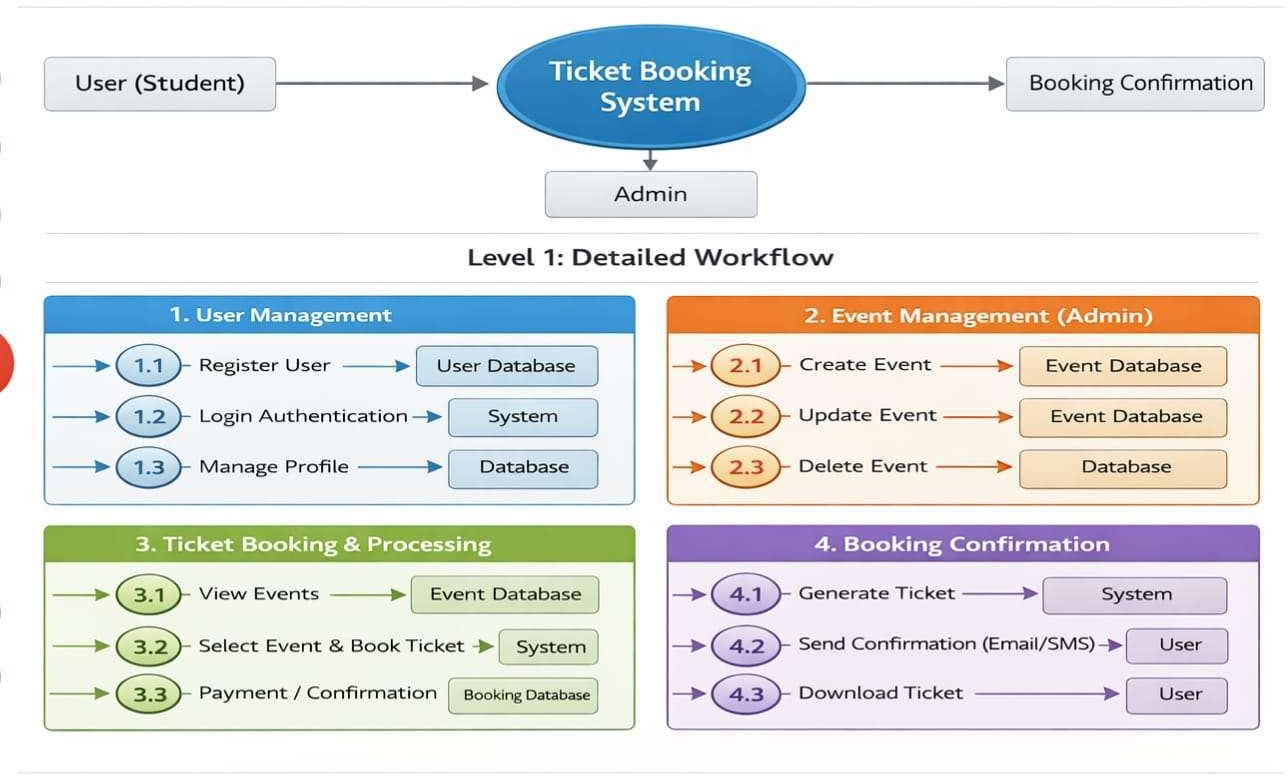 User (Student)
Ticket Booking
System
Booking Confirmation
Admin
Level 1: Detailed Workflow
1. User Management
1.1 Register User User Database
1.2 Login Authentication System
1.3 Manage Profile Database
2. Event Management (Admin)
2.1 Create Event Event Database
2.2 Update Event Event Database
2.3 Delete Event Database
3. Ticket Booking & Processing
3.1 View Events Event Database
3.2 Select Event & Book Ticket System
3.3 Payment / Confirmation Booking Database
4. Booking Confirmation
4.1 Generate Ticket System
4.2 Send Confirmation (Email/SMS) User
4.3 Download Ticket User